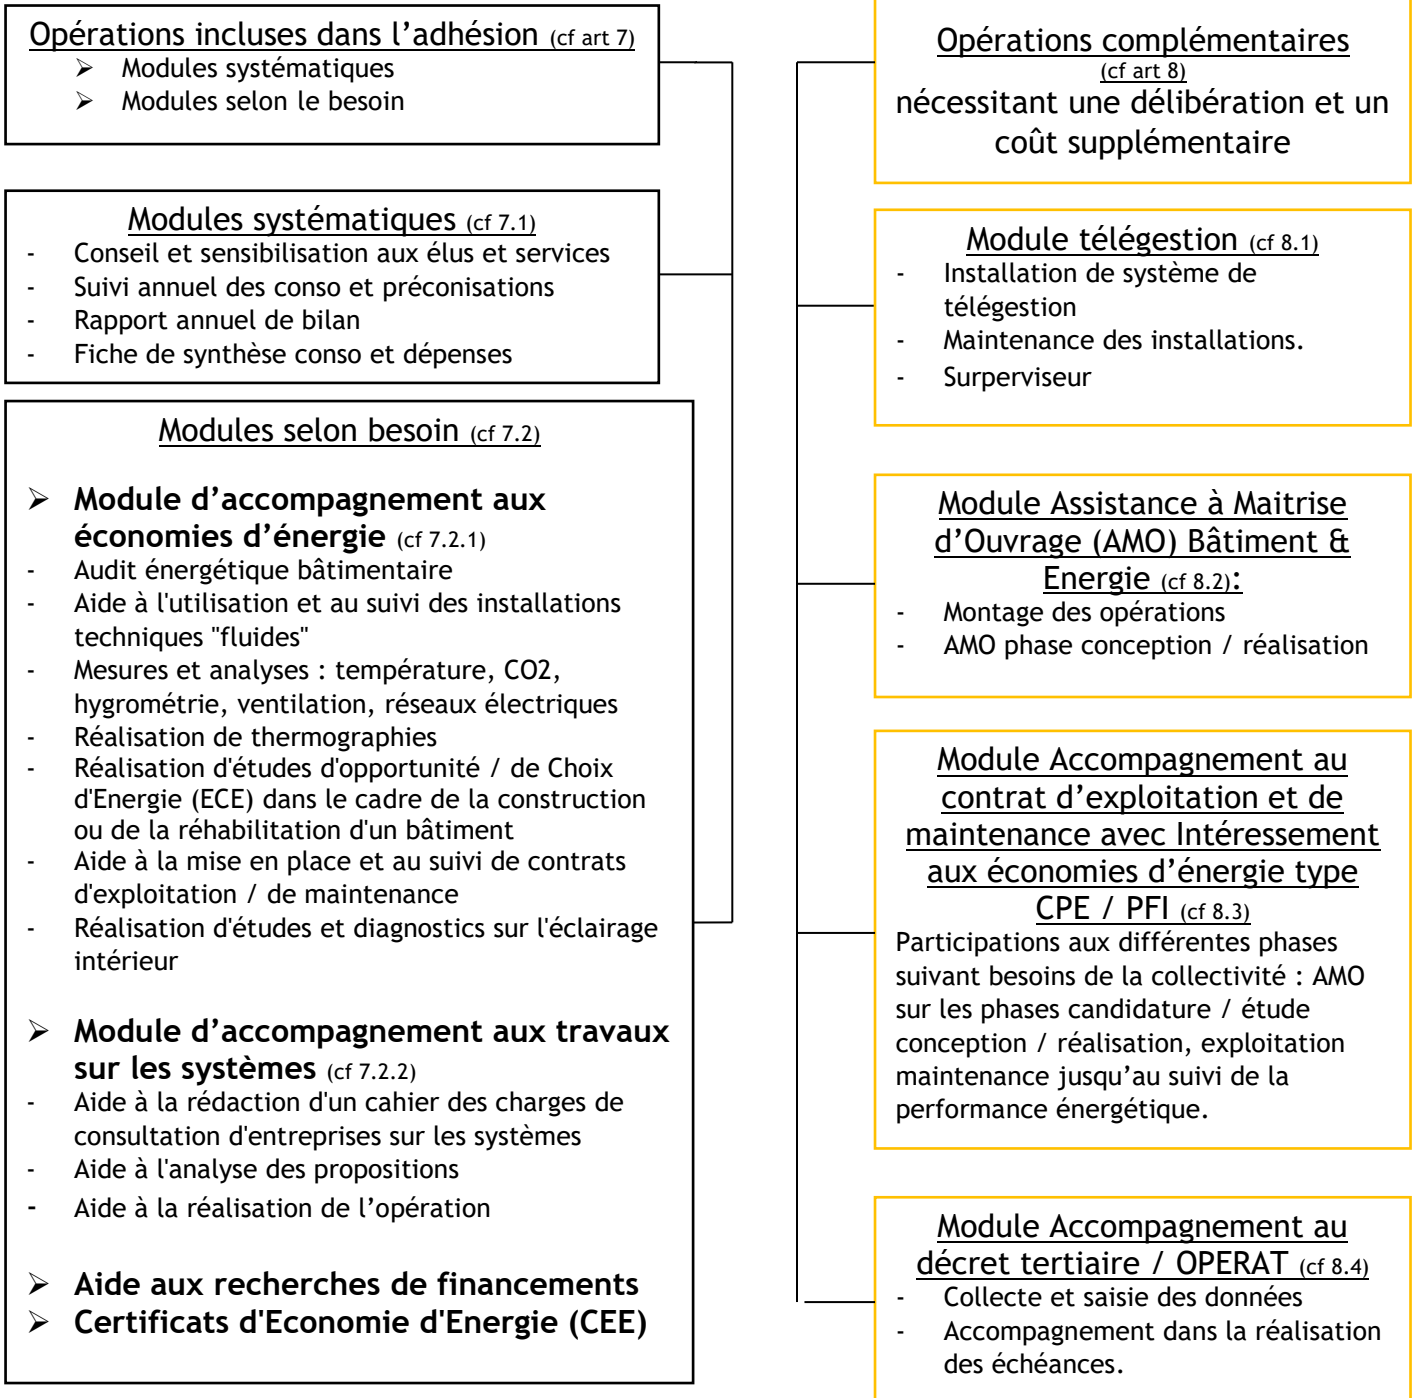 Opérations incluses dans l’adhésion (cf art 7)
➢ Modules systématiques
➢ Modules selon le besoin
Modules systématiques (cf 7.1)
- Conseil et sensibilisation aux élus et services
- Suivi annuel des conso et préconisations
- Rapport annuel de bilan
- Fiche de synthèse conso et dépenses
Modules selon besoin (cf 7.2)
➢ Module d’accompagnement aux
économies d’énergie (cf 7.2.1)
- Audit énergétique bâtimentaire
- Aide à l'utilisation et au suivi des installations
techniques "fluides"
- Mesures et analyses : température, CO2,
hygrométrie, ventilation, réseaux électriques
- Réalisation de thermographies
- Réalisation d'études d'opportunité / de Choix
d'Energie (ECE) dans le cadre de la construction
ou de la réhabilitation d'un bâtiment
- Aide à la mise en place et au suivi de contrats
d'exploitation / de maintenance
- Réalisation d'études et diagnostics sur l'éclairage
intérieur
➢ Module d’accompagnement aux travaux
sur les systèmes (cf 7.2.2)
- Aide à la rédaction d'un cahier des charges de
consultation d'entreprises sur les systèmes
- Aide à l'analyse des propositions
- Aide à la réalisation de l’opération
➢ Aide aux recherches de financements
➢ Certificats d'Economie d'Energie (CEE)
Opérations complémentaires
(cf art 8)
nécessitant une délibération et un
coût supplémentaire
Module télégestion (cf 8.1)
- Installation de système de
télégestion
- Maintenance des installations.
- Surperviseur
Module Assistance à Maitrise
d’Ouvrage (AMO) Bâtiment &
Energie (cf 8.2):
- Montage des opérations
- AMO phase conception / réalisation
Module Accompagnement au
contrat d’exploitation et de
maintenance avec Intéressement
aux économies d’énergie type
CPE / PFI (cf 8.3)
Participations aux différentes phases
suivant besoins de la collectivité : AMO
sur les phases candidature / étude
conception / réalisation, exploitation
maintenance jusqu’au suivi de la
performance énergétique.
Module Accompagnement au
décret tertiaire / OPERAT (cf 8.4)
- Collecte et saisie des données
- Accompagnement dans la réalisation
des échéances.